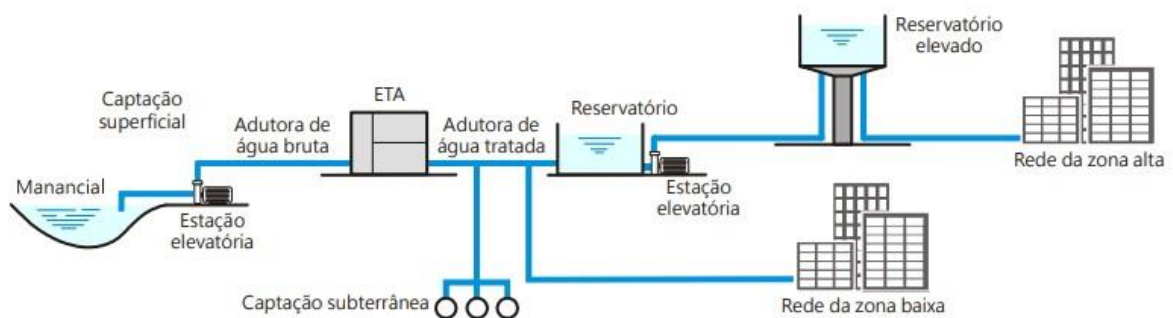 Reservatório
elevado
Captação
superficial
ETA
Reservatório
Adutora de
água bruta
Adutora de
água tratada
Rede da zona alta
Manancial
Estação
elevatória
Estação
elevatória
Captação subterrânea
Rede da zona baixa